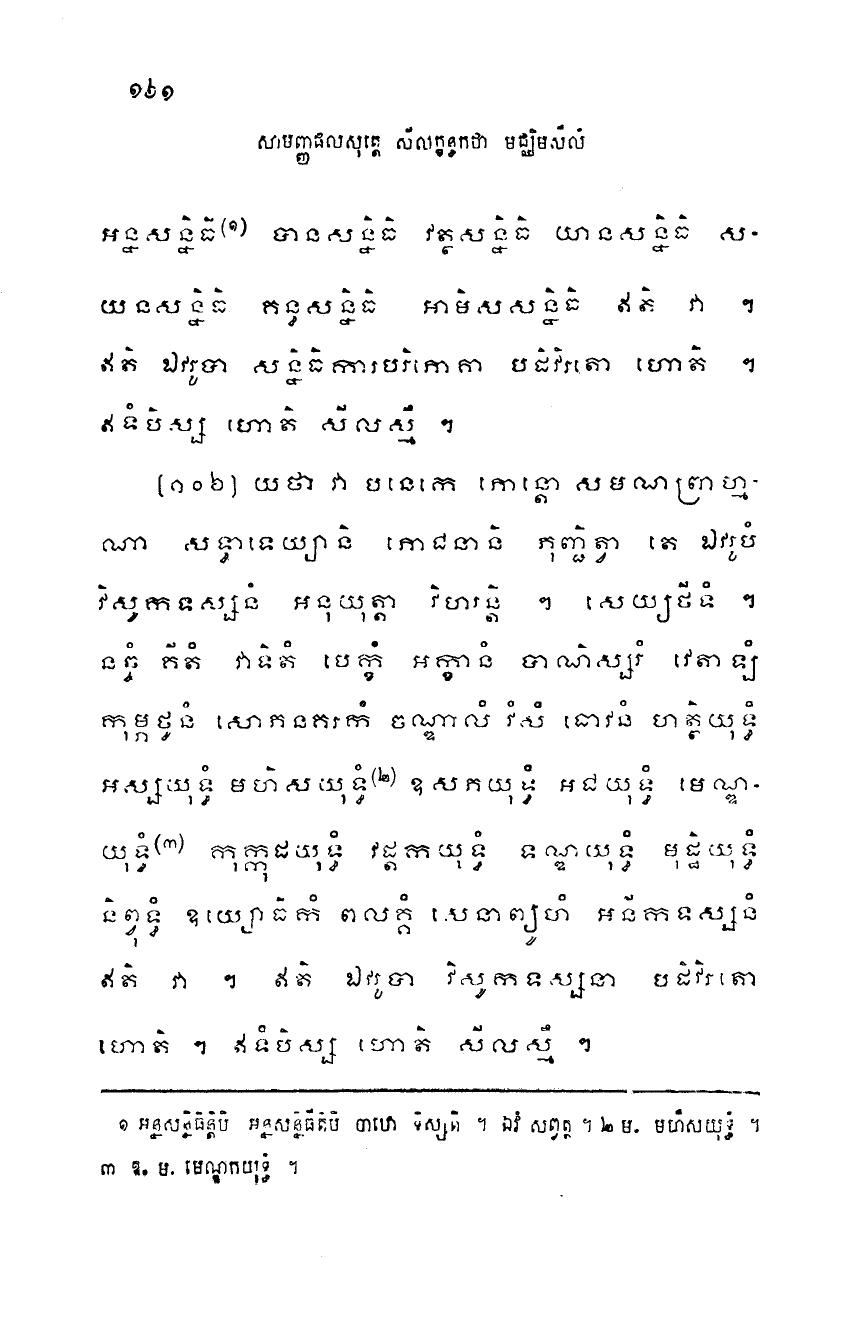 ១៦១
សាមញ្ញផលសុត្តេ សីលក្ខន្ធកថា មជ្ឈិមសីលំ
អន្នសន្និធឹ(១) បានសន្និធឹ វត្ថសន្និធឹ យានសន្និធឹ ស-
យនសន្និធឹ គន្ធសន្និធឹ អាមិសសន្និធឹ ឥតិ វា ។
ឥតិ ឯវរូបា សន្និធិការបរិភោគា បដិវិរតោ ហោតិ ។
ឥទំបិស្ស ហោតិ សីលស្មឹ ។
[១០៦] យថា វា បនេកេ ភោន្តោ សមណព្រាហ្ម-
ណា សទ្ធាទេយ្យានិ ភោជនានិ ភុញ្ជិត្វា តេ ឯវរូបំ
វិសូកទស្សនំ អនុយុត្តា វិហរន្តិ ។ សេយ្យថីទំ ។
នច្ចំ គីតំ វាទិតំ បេក្ខំ អក្ខានំ បាណិស្សរំ វេតាឡំ
កុម្ភថូនំ សោភនករកំ ចណ្ឌាលំ វំសំ ធោវនំ ហត្ថិយុទ្ធំ
អស្សយុទ្ធំ មហិសយុទ្ធំ(២) ឧសភយុទ្ធំ អជយុទ្ធំ មេណ្ឌ-
យុទ្ធំ(៣) កុក្កុដយុទ្ធំ វដ្តកយុទ្ធំ ទណ្ឌយុទ្ធំ មុដ្ឋិយុទ្ធំ
និព្វុទ្ធំ ឧយ្យោធិកំ ពលគ្គំ សេនាព្យូហំ អនីកទស្សនំ
ឥតិ វា ។ ឥតិ ឯវរូបា វិសូកទស្សនា បដិវិរតោ
ហោតិ ។ ឥទំបិស្ស ហោតិ សីលស្មឹ ។
១ អន្នសន្និធិន្តិបិ អន្នសន្និធីតិបិ បាឋោ ទិស្សតិ ។ ឯវំ សព្វត្ថ ។ ២ ម. មហឹសយុទ្ធំ ។
៣ ឱ. ម. មេណ្ឌកយុទ្ធំ ។